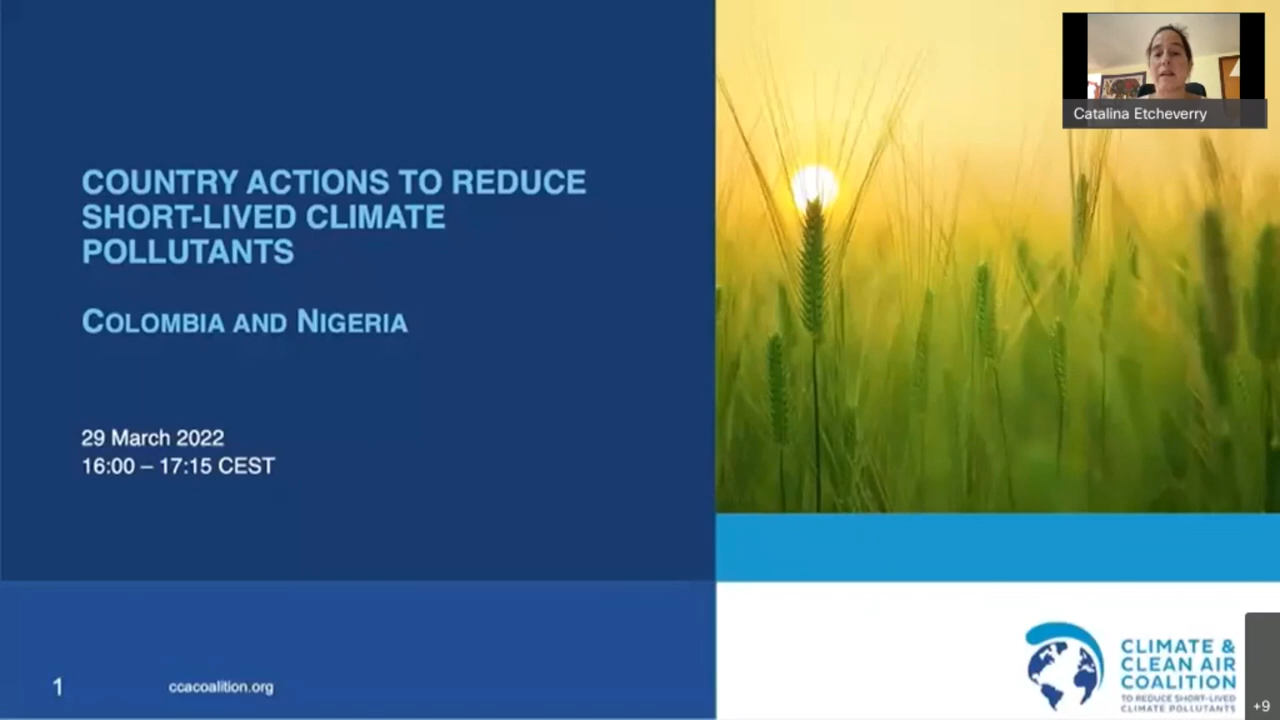 Catalina Etcheverry
COUNTRY ACTIONS TO REDUCE
SHORT-LIVED CLIMATE
POLLUTANTS
COLOMBIA AND NIGERIA
29 March 2022
16:00 – 17:15 CEST
1
ccacoalition.org
CLIMATE &
CLEAN AIR
COALITION
TO REDUCE SHORT-LIVED
CLIMATE POLLUTANTS
+9